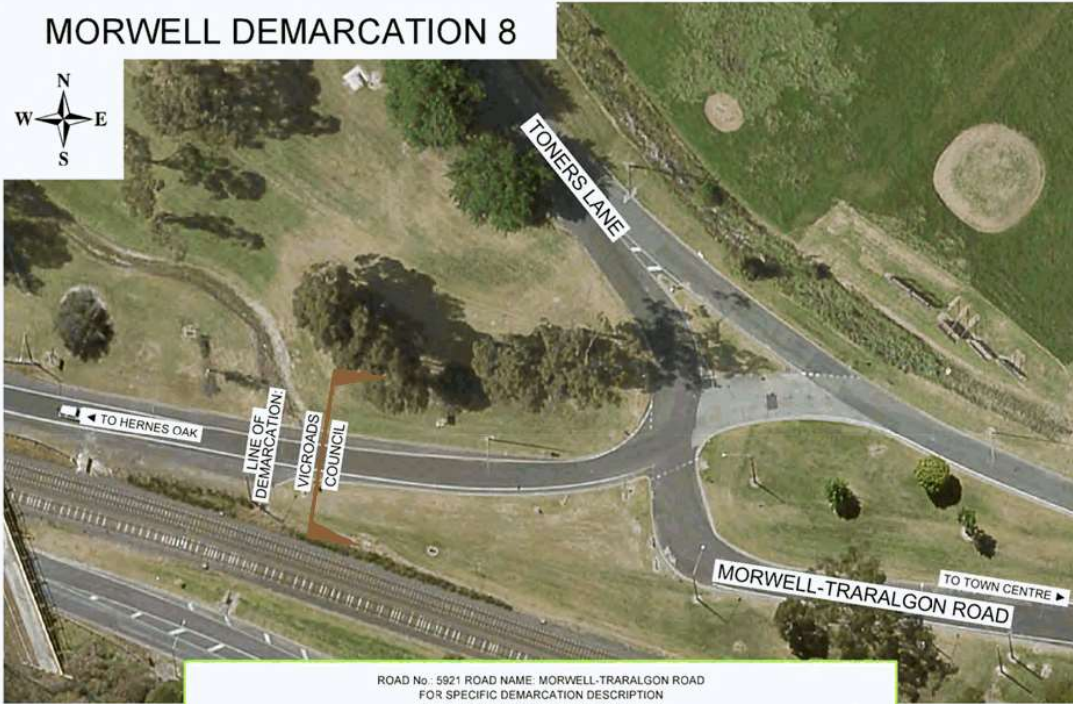 MORWELL DEMARCATION 8
N
W E
S
TONERS LANE
◄ TO HERNES OAK
LINE OF
DEMARCATION:
VICROADS
COUNCIL
MORWELL-TRARALGON ROAD
TO TOWN CENTRE ►
ROAD No.: 5921 ROAD NAME: MORWELL-TRARALGON ROAD
FOR SPECIFIC DEMARCATION DESCRIPTION